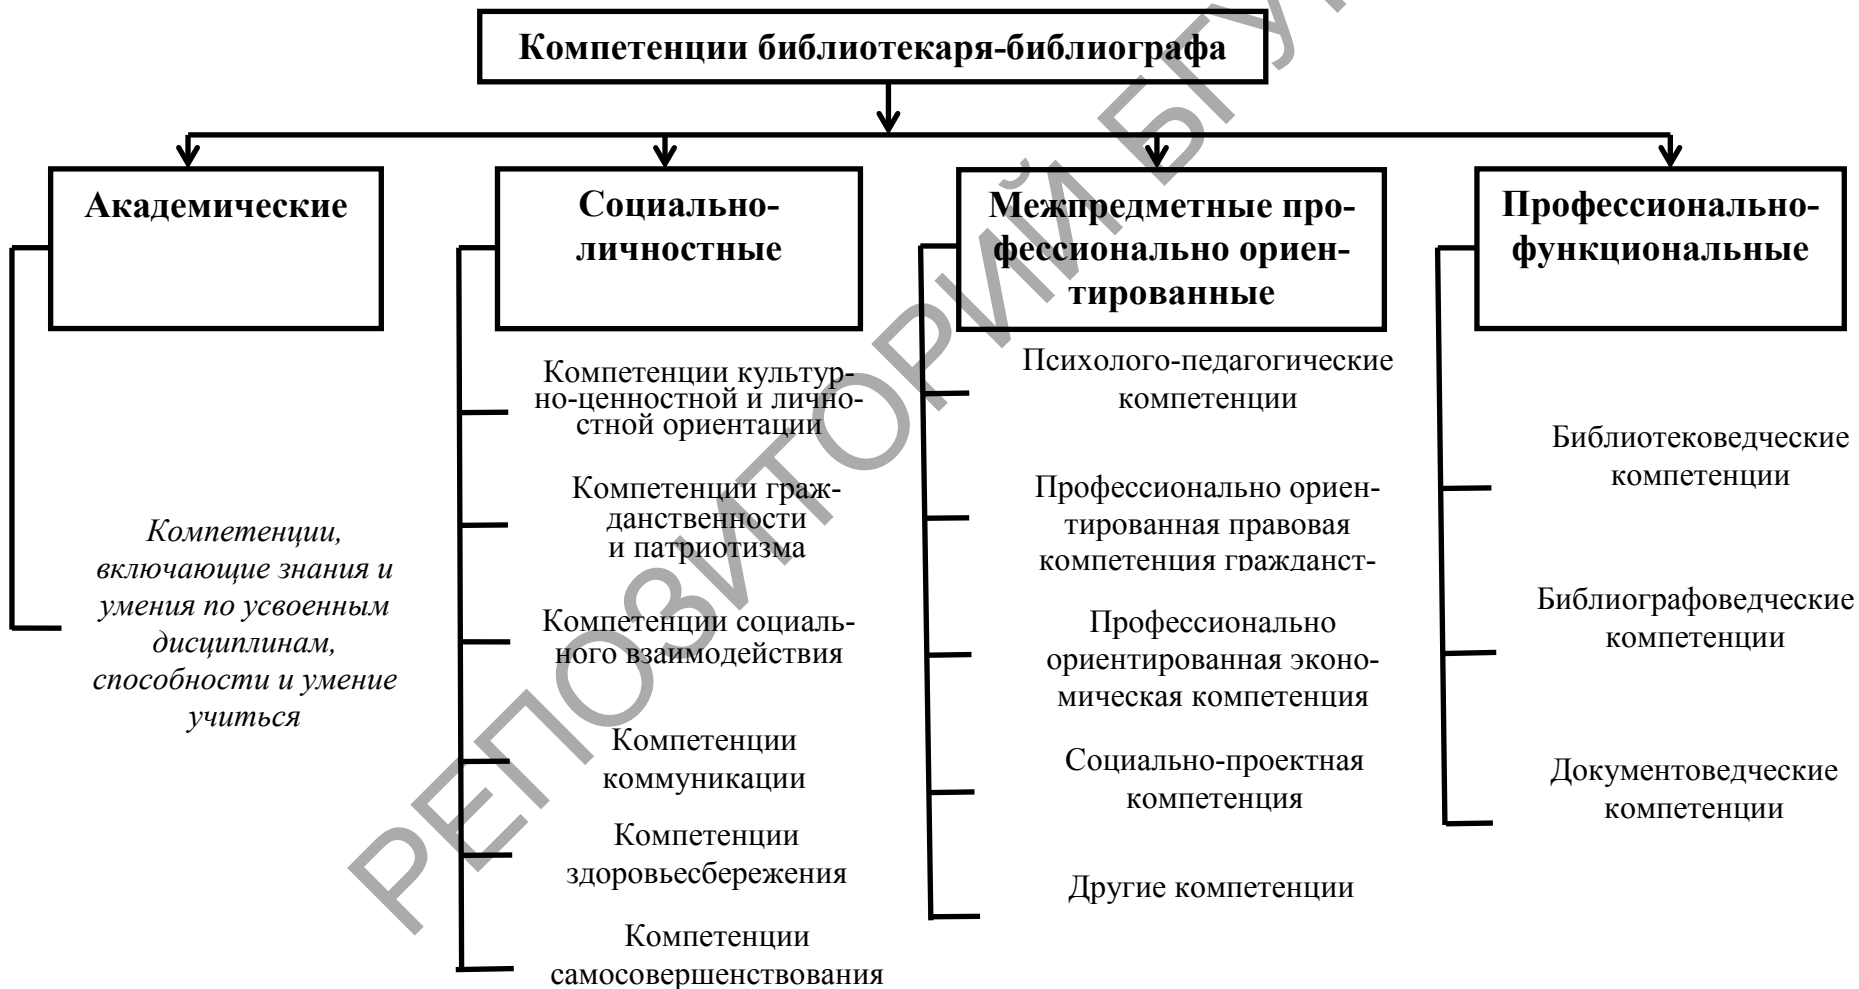 Компетенции библиотекаря-библиографа
Академические
Компетенции,
включающие знания и
умения по усвоенным
дисциплинам,
способности и умение
учиться
Социально-
личностные
Компетенции культур-
но-ценностной и лично-
стной ориентации
Компетенции граж-
данственности
и патриотизма
Компетенции социаль-
ного взаимодействия
Компетенции
коммуникации
Компетенции
здоровьесбережения
Компетенции
самосовершенствования
Межпредметные про-
фессионально ориен-
тированные
Психолого-педагогические
компетенции
Профессионально ориен-
тированная правовая
компетенция гражданст-
Профессионально
ориентированная эконо-
мическая компетенция
Социально-проектная
компетенция
Другие компетенции
Профессионально-
функциональные
Библиотековедческие
компетенции
Библиографоведческие
компетенции
Документоведческие
компетенции
РЕПОЗИТОРИЙ БГУ